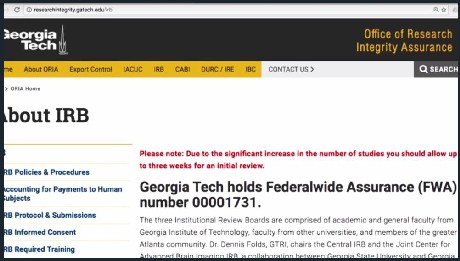 researchintegrity.gatech.edu/irb
Georgia
Tech
Office of Research
Integrity Assurance
me About ORIA Export Control IACUC IRB CABI DURC / IRE IBC CONTACT US > SEARCH
> ORIA Home
About IRB
Please note: Due to the significant increase in the number of studies you should allow up
to three weeks for an initial review.
RB Policies & Procedures
Accounting for Payments to Human
Subjects
RB Protocol & Submissions
RB Informed Consent
RB Required Training
Georgia Tech holds Federalwide Assurance (FWA)
number 00001731.
The three Institutional Review Boards are comprised of academic and general faculty from
Georgia Institute of Technology, faculty from other universities, and members of the greater
Atlanta community. Dr. Dennis Folds, GTRI, chairs the Central IRB and the Joint Center for
Advanced Brain Imaging IRB, a collaboration between Georgia State University and Georgia